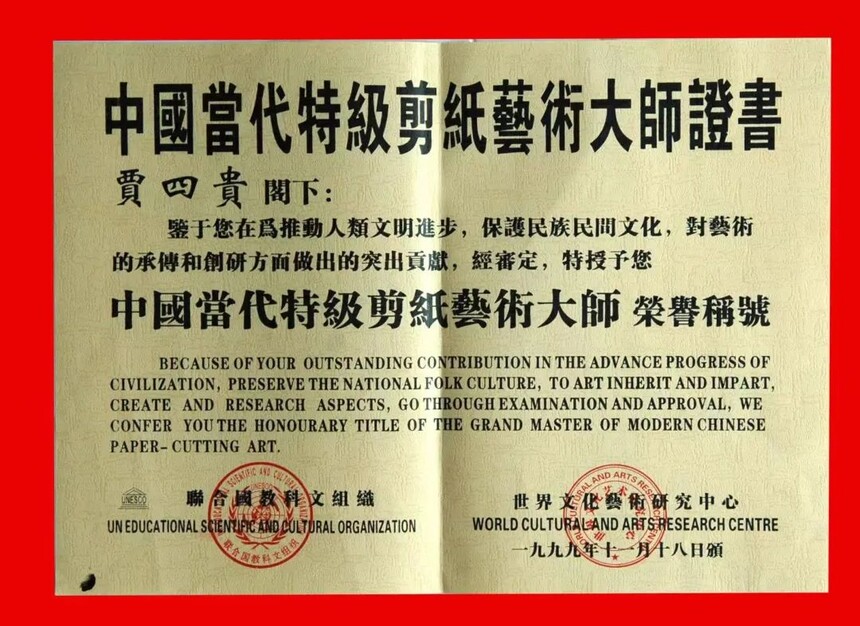 中國當代特級剪紙藝術大師證書
賈四貴 閣下：
鑒于您在爲推動人類文明進步，保護民族民間文化，對藝術
的承傳和創研方面做出的突出貢獻，經審定，特授予您
中國當代特級剪紙藝術大師 榮譽稱號
BECAUSE OF YOUR OUTSTANDING CONTRIBUTION IN THE ADVANCE PROGRESS OF
CIVILIZATION, PRESERVE THE NATIONAL FOLK CULTURE, TO ART INHERIT AND IMPART,
CREATE AND RESEARCH ASPECTS, GO THROUGH EXAMINATION AND APPROVAL, WE
CONFER YOU THE HONOURARY TITLE OF THE GRAND MASTER OF MODERN CHINESE
PAPER-CUTTING ART.
UNESCO
聯合國教科文組織
UN EDUCATIONAL SCIENTIFIC AND CULTURAL ORGANIZATION
聯合國教科文組織
世界文化藝術研究中心
WORLD CULTURAL AND ARTS RESEARCH CENTRE
一九九九年十一月十八日頒